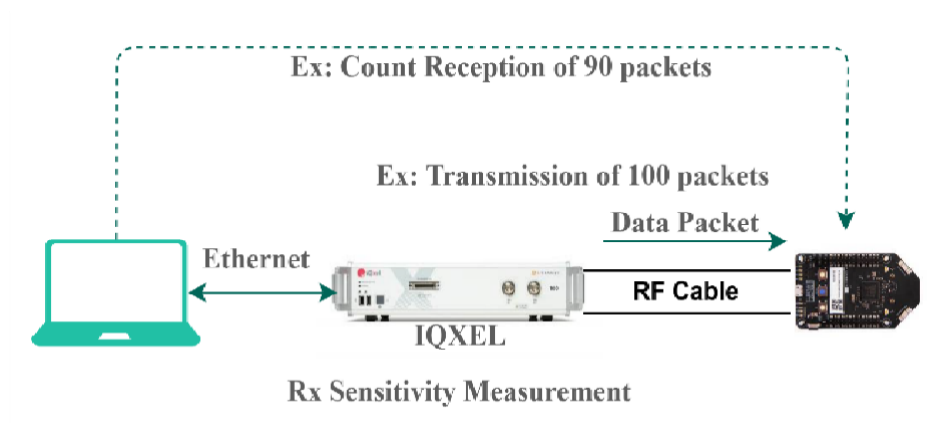 Ex: Count Reception of 90 packets
Ex: Transmission of 100 packets
Data Packet
Ethernet
RF Cable
IQXEL
Rx Sensitivity Measurement